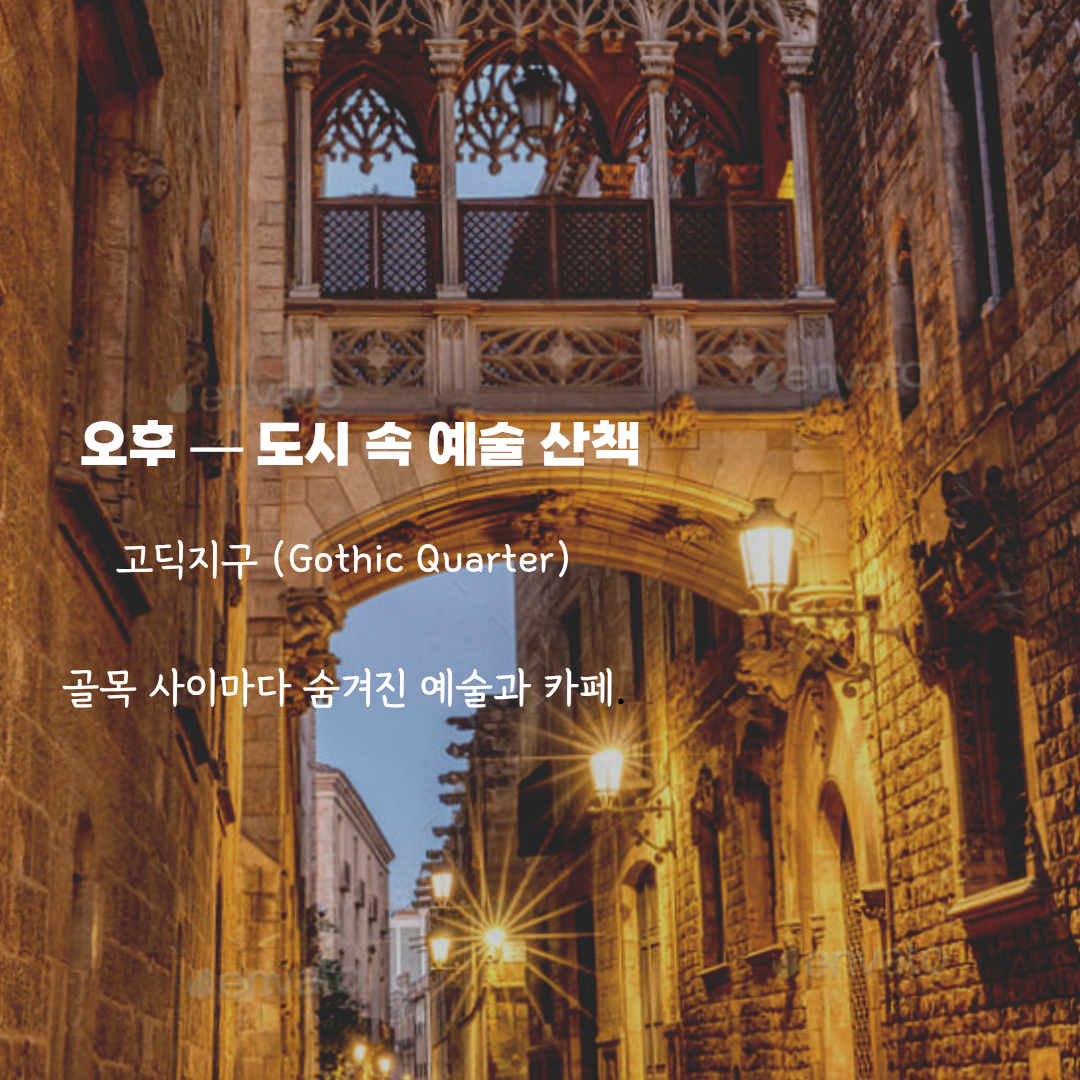 오후 — 도시 속 예술 산책
고딕지구 (Gothic Quarter)
골목 사이마다 숨겨진 예술과 카페.
envato
envato
envato
envato